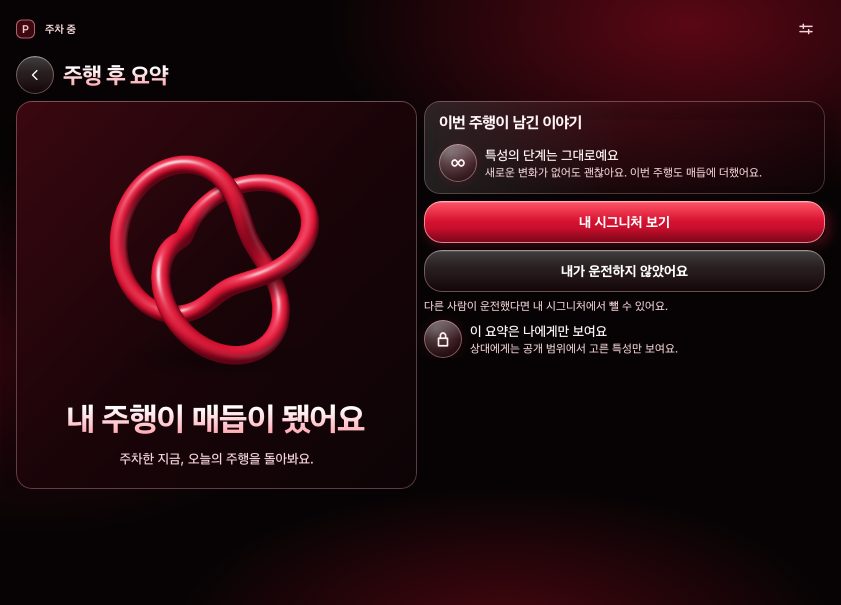 P 주차 중
주행 후 요약
내 주행이 매듭이 됐어요
주차한 지금, 오늘의 주행을 돌아봐요.
이번 주행이 남긴 이야기
특성의 단계는 그대로예요
새로운 변화가 없어도 괜찮아요. 이번 주행도 매듭에 더했어요.
내 시그니처 보기
내가 운전하지 않았어요
다른 사람이 운전했다면 내 시그니처에서 뺄 수 있어요.
이 요약은 나에게만 보여요
상대에게는 공개 범위에서 고른 특성만 보여요.